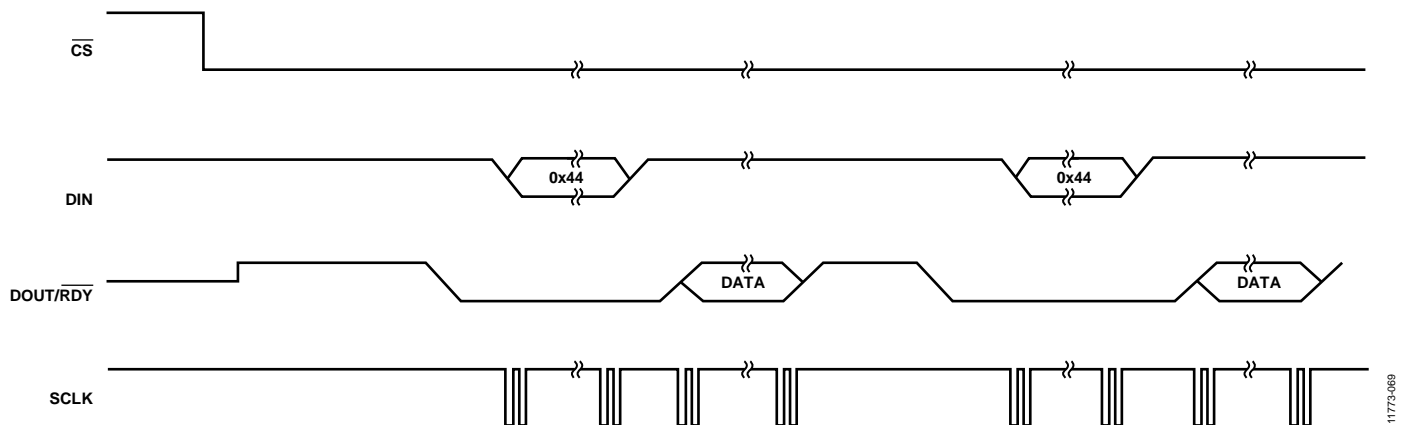 CS
DIN
0x44
0x44
DOUT/RDY
DATA
DATA
SCLK
11773-069